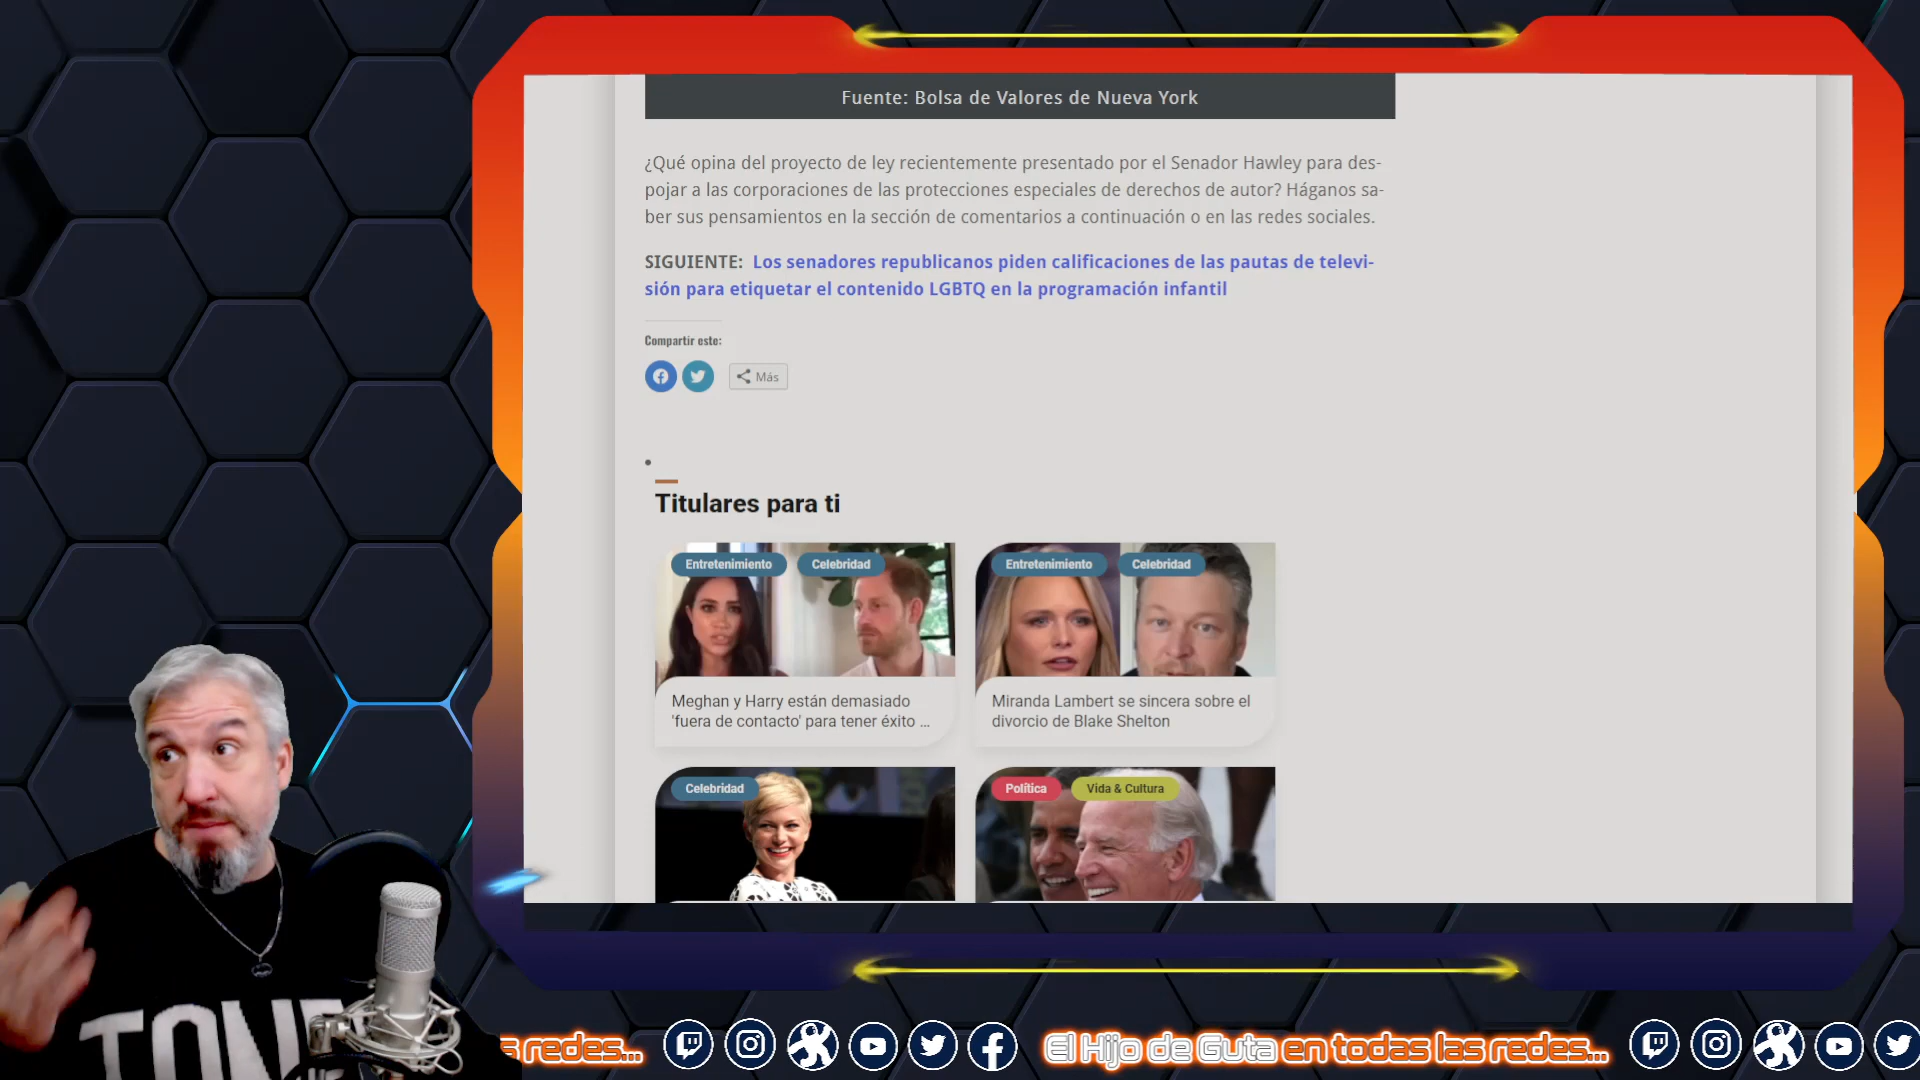 Fuente: Bolsa de Valores de Nueva York
¿Qué opina del proyecto de ley recientemente presentado por el Senador Hawley para des-
pojar a las corporaciones de las protecciones especiales de derechos de autor? Háganos sa-
ber sus pensamientos en la sección de comentarios a continuación o en las redes sociales.
SIGUIENTE: Los senadores republicanos piden calificaciones de las pautas de televi-
sión para etiquetar el contenido LGBTQ en la programación infantil
Compartir este:
Más
Titulares para ti
Entretenimiento Celebridad
Meghan y Harry están demasiado
'fuera de contacto' para tener éxito ...
Entretenimiento Celebridad
Miranda Lambert se sincera sobre el
divorcio de Blake Shelton
Celebridad
Política Vida & Cultura
s redes... El Hijo de Guta en todas las redes...